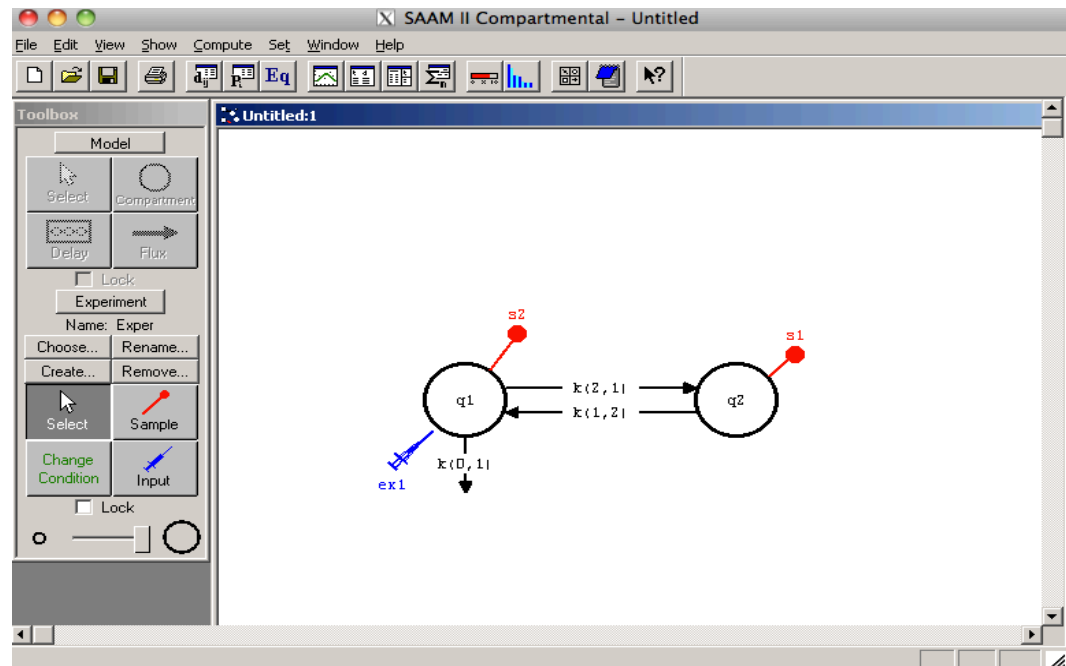 SAAM II Compartmental - Untitled
File Edit View Show Compute Set Window Help
Eq
Toolbox
Untitled:1
Model
Select Compartment
Delay Flux
Lock
Experiment
Name: Exper
Choose... Rename...
Create... Remove...
Select Sample
Change Condition Input
Lock
s2
s1
q1
k(2,1)
q2
k(1,2)
k(0,1)
ex1